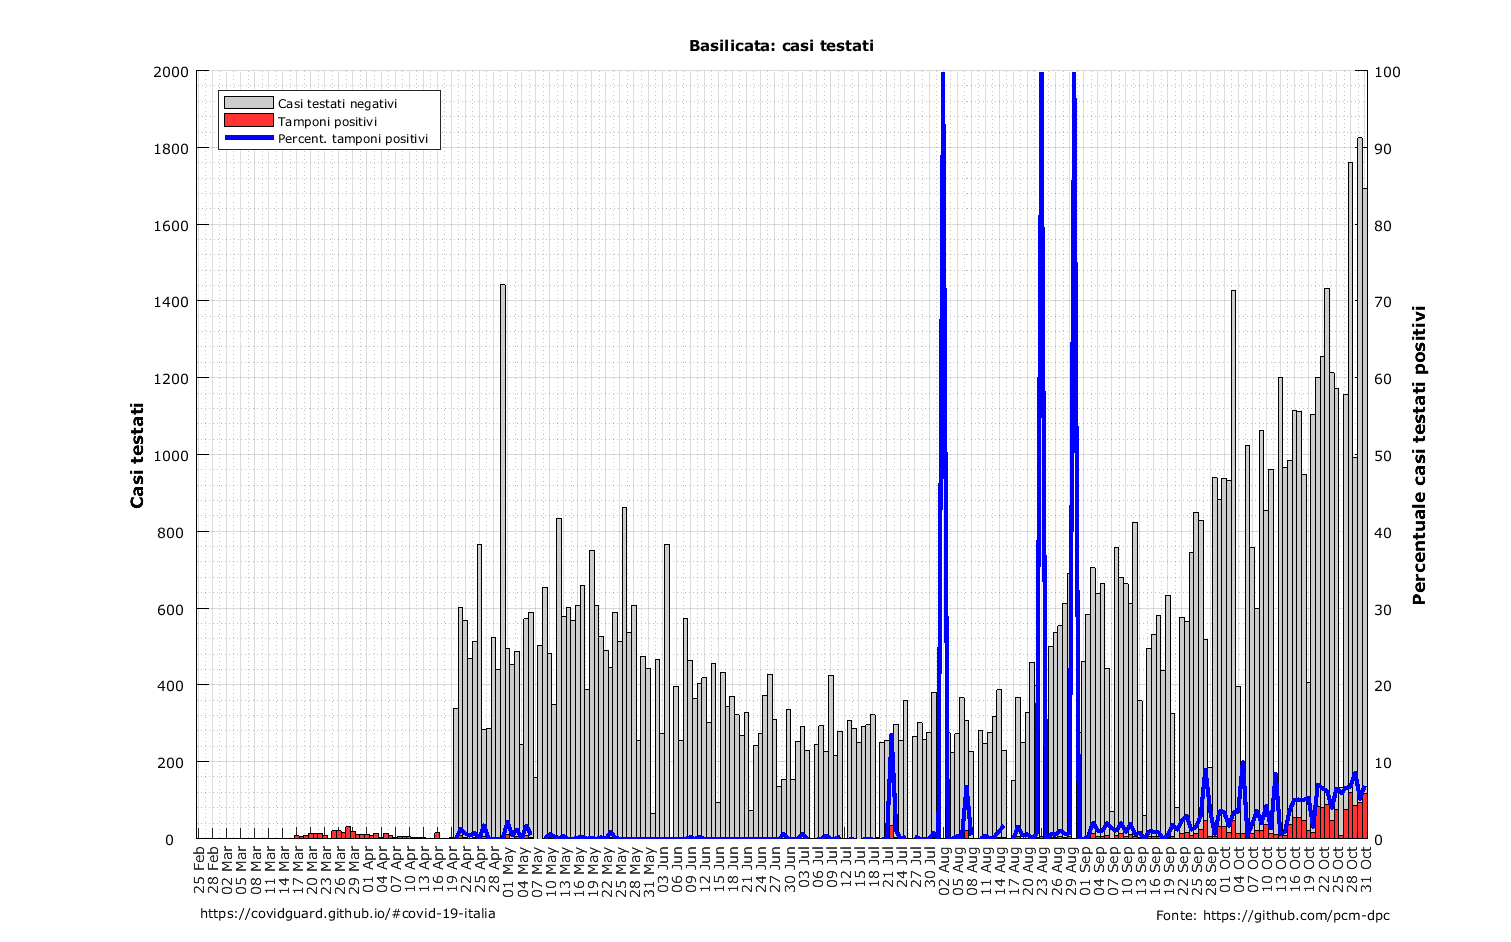 Basilicata: casi testati
Casi testati negativi
Tamponi positivi
Percent. tamponi positivi
Casi testati
2000
1800
1600
1400
1200
1000
800
600
400
200
0
100
90
80
70
60
50
40
30
20
10
0
Percentuale casi testati positivi
25 Feb
28 Feb
02 Mar
05 Mar
08 Mar
11 Mar
14 Mar
17 Mar
20 Mar
23 Mar
26 Mar
29 Mar
01 Apr
04 Apr
07 Apr
10 Apr
13 Apr
16 Apr
19 Apr
22 Apr
25 Apr
28 Apr
01 May
04 May
07 May
10 May
13 May
16 May
19 May
22 May
25 May
28 May
31 May
03 Jun
06 Jun
09 Jun
12 Jun
15 Jun
18 Jun
21 Jun
24 Jun
27 Jun
30 Jun
03 Jul
06 Jul
09 Jul
12 Jul
15 Jul
18 Jul
21 Jul
24 Jul
27 Jul
30 Jul
02 Aug
05 Aug
08 Aug
11 Aug
14 Aug
17 Aug
20 Aug
23 Aug
26 Aug
29 Aug
01 Sep
04 Sep
07 Sep
10 Sep
13 Sep
16 Sep
19 Sep
22 Sep
25 Sep
28 Sep
01 Oct
04 Oct
07 Oct
10 Oct
13 Oct
16 Oct
19 Oct
22 Oct
25 Oct
28 Oct
31 Oct
https://covidguard.github.io/#covid-19-italia
Fonte: https://github.com/pcm-dpc